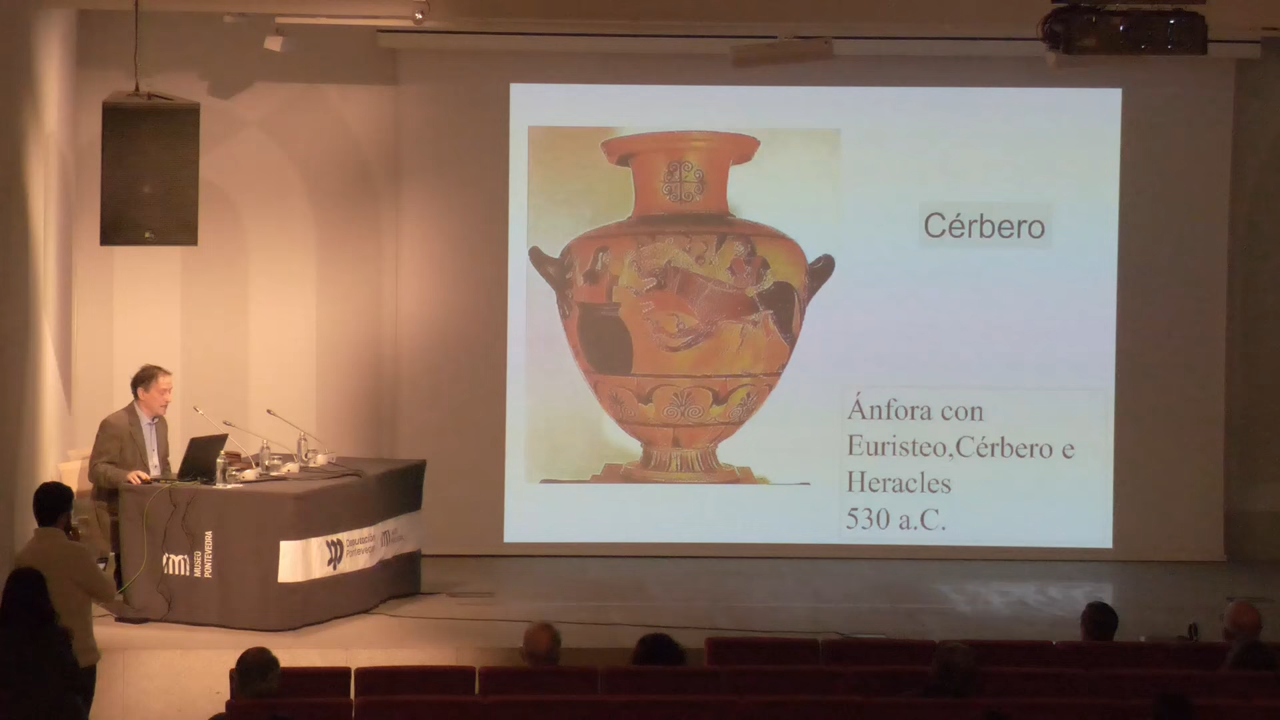 Cérbero
Ánfora con
Euristeo,Cérbero e
Heracles
530 a.C.
MUSEO
PONTEVEDRA
Deputación
Pontevedra